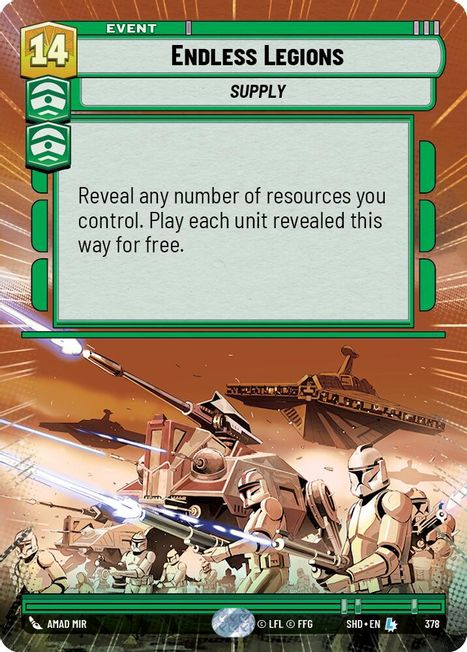 14
EVENT
ENDLESS LEGIONS
SUPPLY
Reveal any number of resources you
control. Play each unit revealed this
way for free.
AMAD MIR
© LFL © FFG
SHD • EN
378